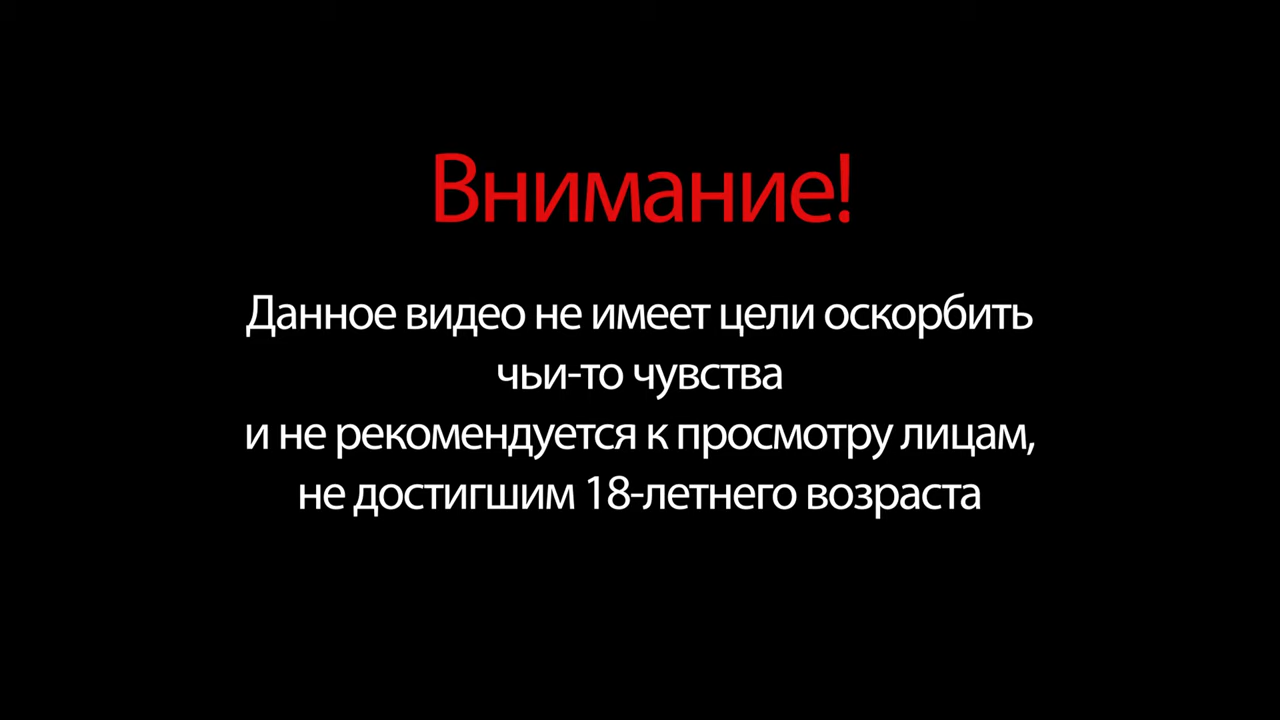 Внимание!
Данное видео не имеет цели оскорбить
чьи-то чувства
и не рекомендуется к просмотру лицам,
не достигшим 18-летнего возраста